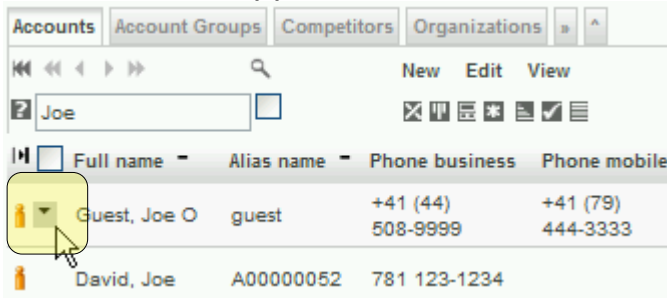 Accounts Account Groups Competitors Organizations » ^
New Edit View
? Joe
Full name Alias name Phone business Phone mobile
Guest, Joe O guest +41 (44) 508-9999 +41 (79) 444-3333
David, Joe A00000052 781 123-1234